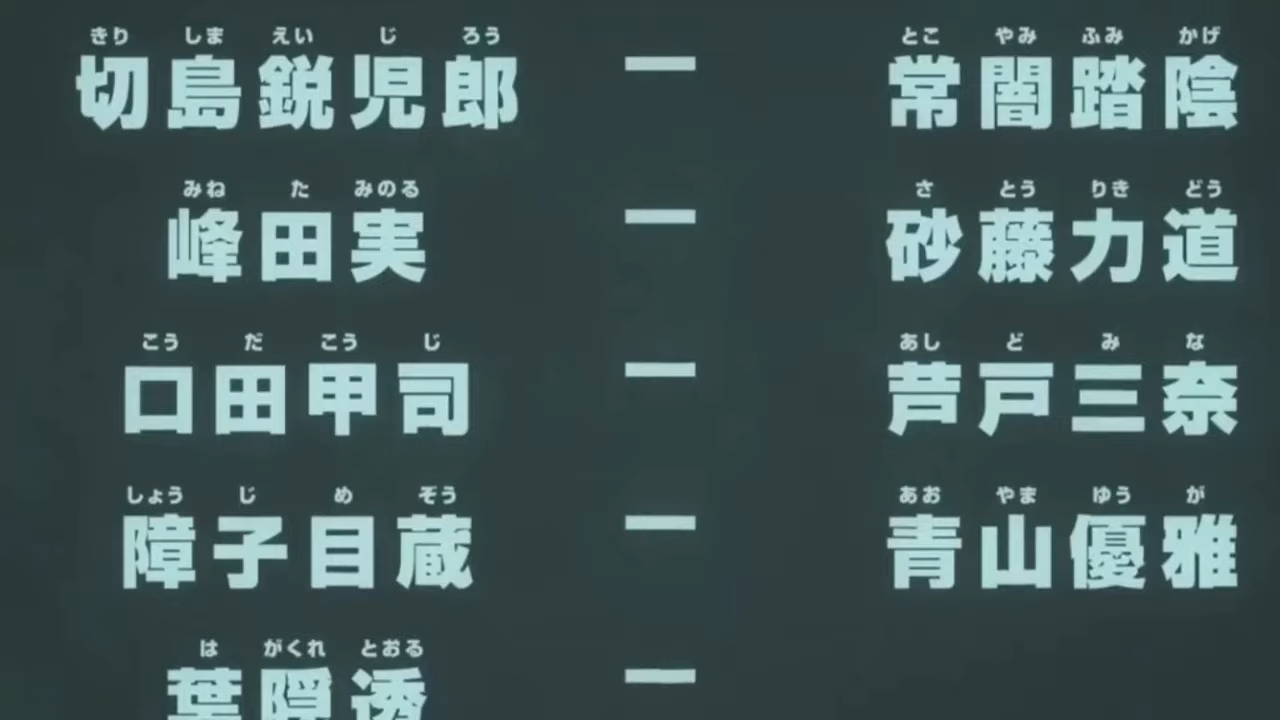 きり しま えい じ ろう とこ やみ ふみ かげ
切島鋭児郎 ー 常闇踏陰
みね た みのる さ とう りき どう
峰田実 ー 砂藤力道
こう だ こう じ あし ど み な
口田甲司 ー 芦戸三奈
しょう じ め ぞう あお やま ゆう が
障子目蔵 ー 青山優雅
は がくれ とおる
葉隠透 ー